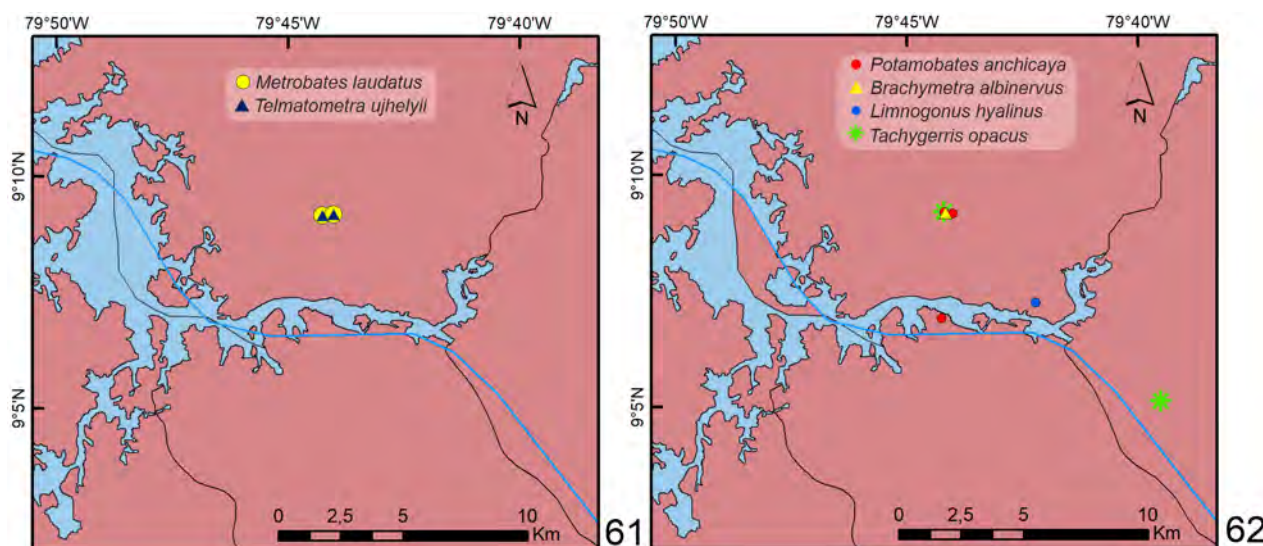 79°50'W 79°45'W 79°40'W
Metrobates laudatus
Telmatometra ujhelyii
N
9°10'N
9°5'N
0 2,5 5 10
Km
61
79°50'W 79°45'W 79°40'W
Potamobates anchicaya
Brachymetra albinervus
Limnogonus hyalinus
Tachygerris opacus
N
9°10'N
9°5'N
0 2,5 5 10
Km
62